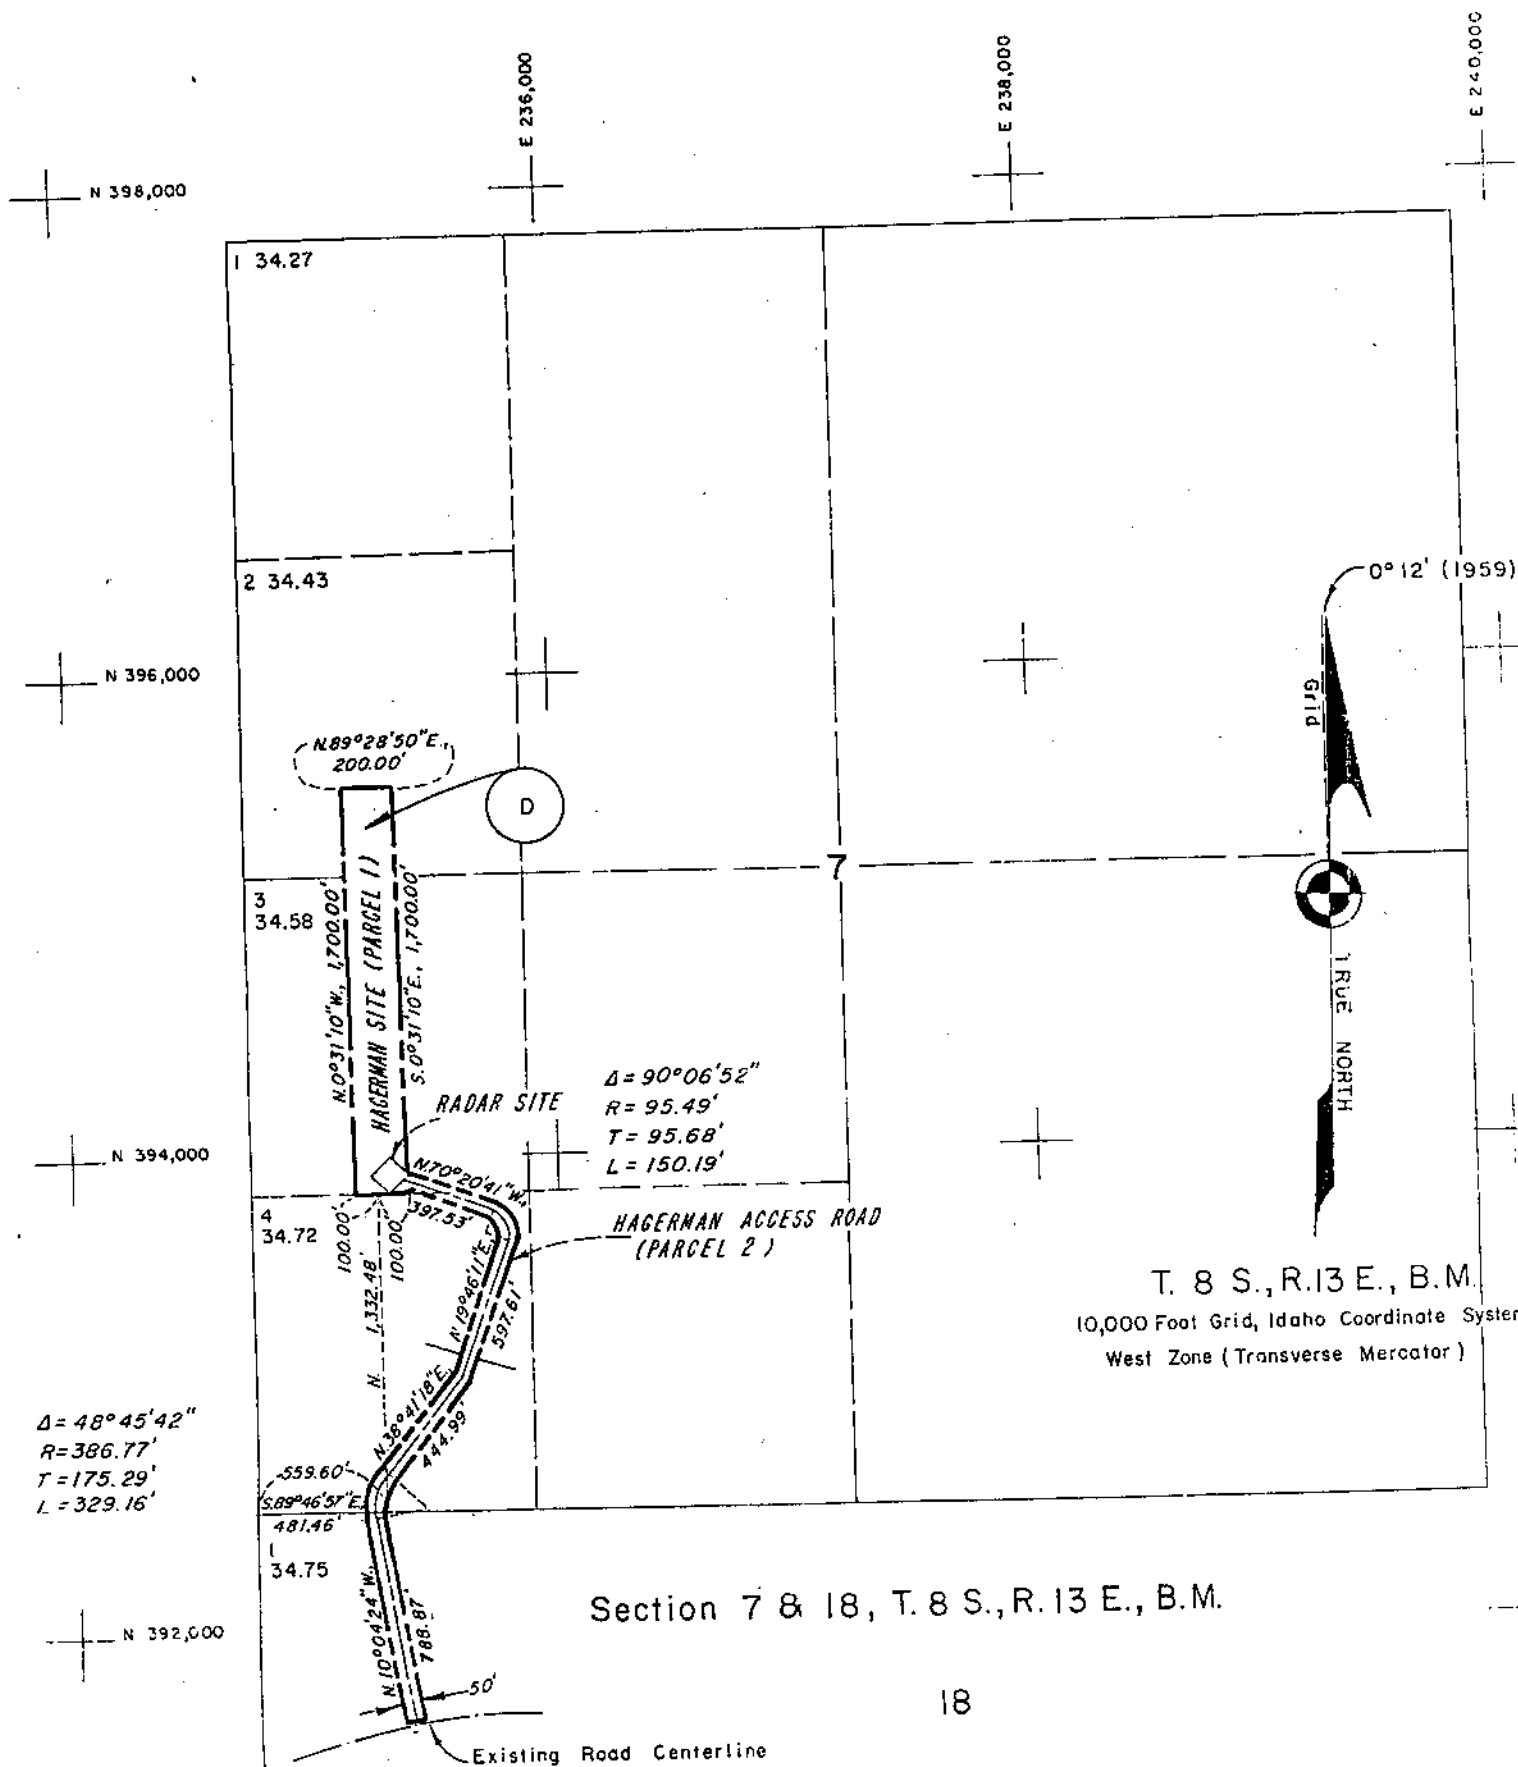 E 236,000
E 238,000
E 240,000
N 398,000
1 34.27
2 34.43
0°12' (1959)
N 396,000
Grid
N.89°28'50"E.,
200.00'
D
7
3
34.58
N.0°31'10"W., 1,700.00'
HAGERMAN SITE (PARCEL 1)
S.0°31'10"E., 1,700.00'
TRUE NORTH
RADAR SITE
Δ = 90°06'52"
R = 95.49'
T = 95.68'
L = 150.19'
N 394,000
N.70°20'41"W.,
397.53'
4
34.72
HAGERMAN ACCESS ROAD
(PARCEL 2)
100.00'
100.00'
N. 1,332.48'
N. 19°46'11"E.,
597.61'
T. 8 S., R.13 E., B.M.
10,000 Foot Grid, Idaho Coordinate System
West Zone (Transverse Mercator)
N.38°41'18"E.,
444.99'
Δ = 48°45'42"
R = 386.77'
T = 175.29'
L = 329.16'
559.60'
S.89°46'57"E.
481.46'
1
34.75
Section 7 & 18, T. 8 S., R. 13 E., B.M.
N 392,000
N.10°04'24"W.,
788.87'
50'
18
Existing Road Centerline